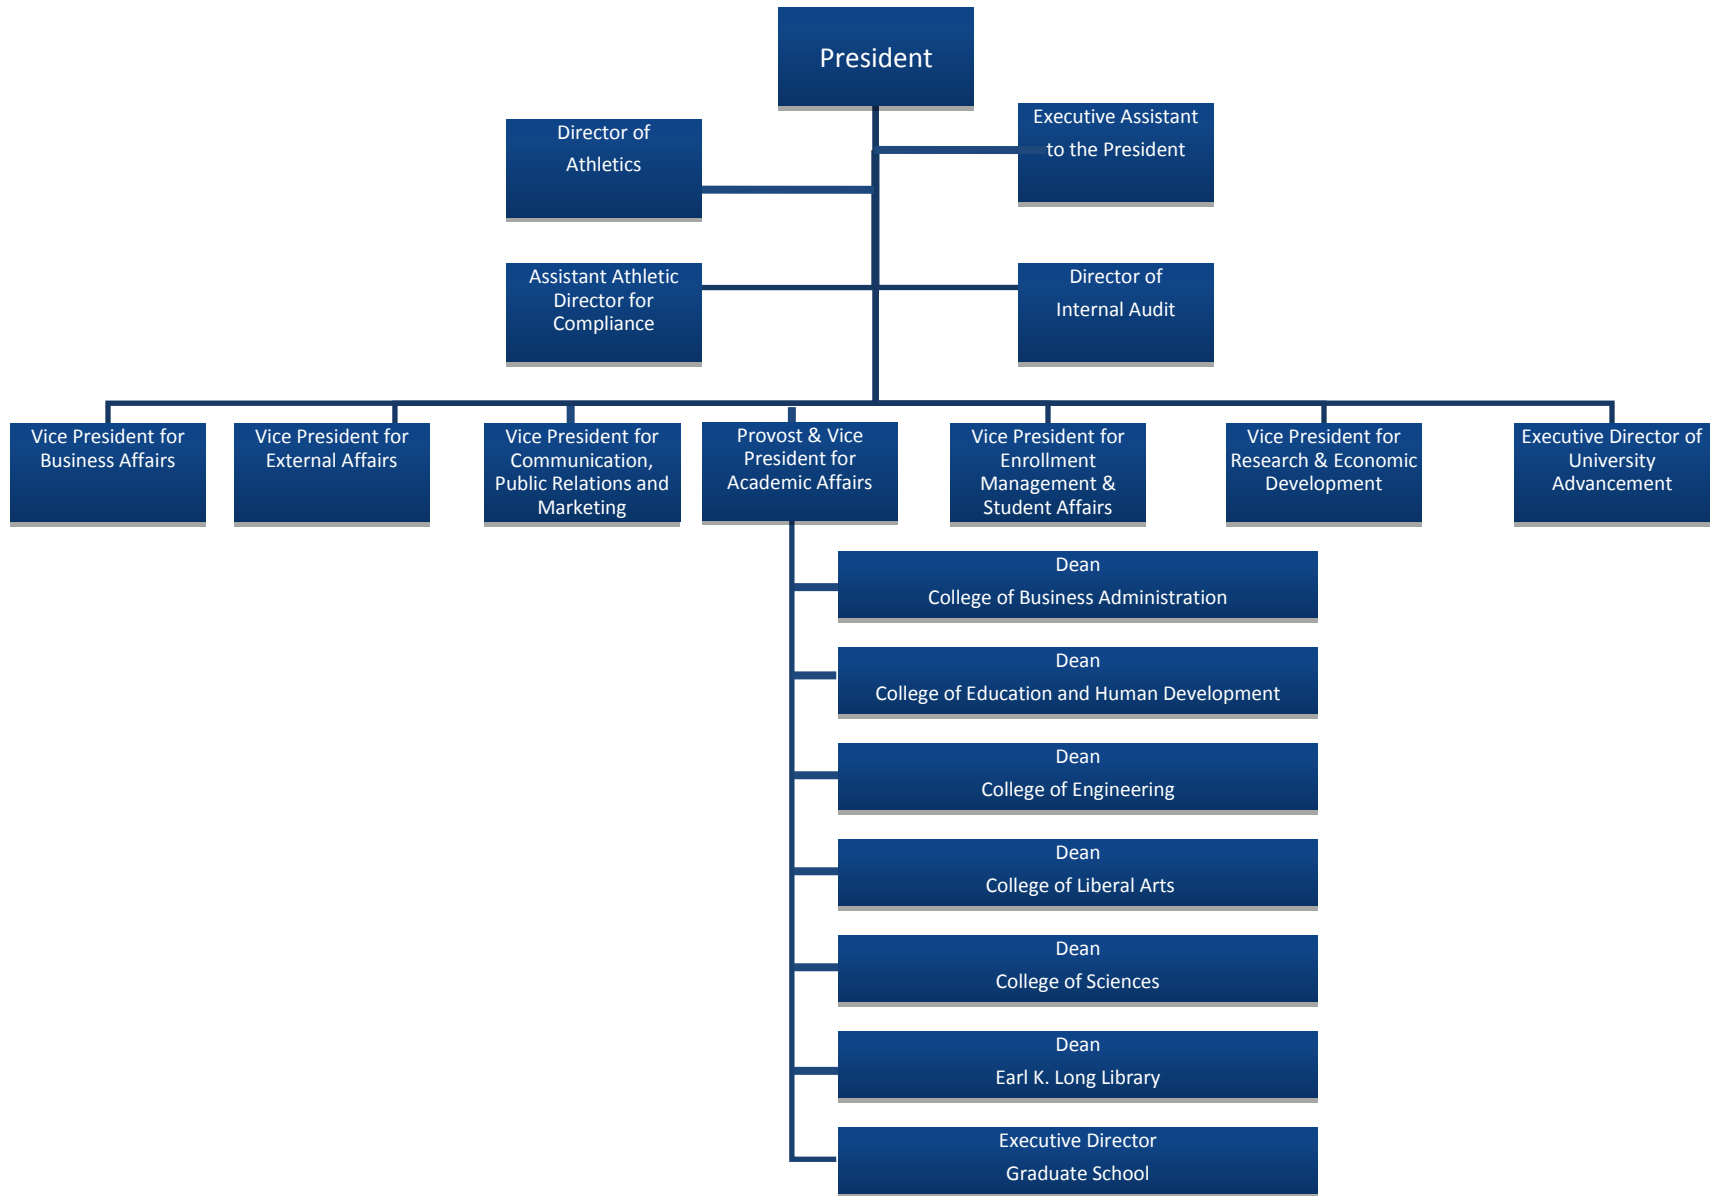 President
Executive Assistant
to the President
Director of
Athletics
Assistant Athletic
Director for
Compliance
Director of
Internal Audit
Vice President for
Business Affairs
Vice President for
External Affairs
Vice President for
Communication,
Public Relations and
Marketing
Provost & Vice
President for
Academic Affairs
Vice President for
Enrollment
Management &
Student Affairs
Vice President for
Research & Economic
Development
Executive Director of
University
Advancement
Dean
College of Business Administration
Dean
College of Education and Human Development
Dean
College of Engineering
Dean
College of Liberal Arts
Dean
College of Sciences
Dean
Earl K. Long Library
Executive Director
Graduate School